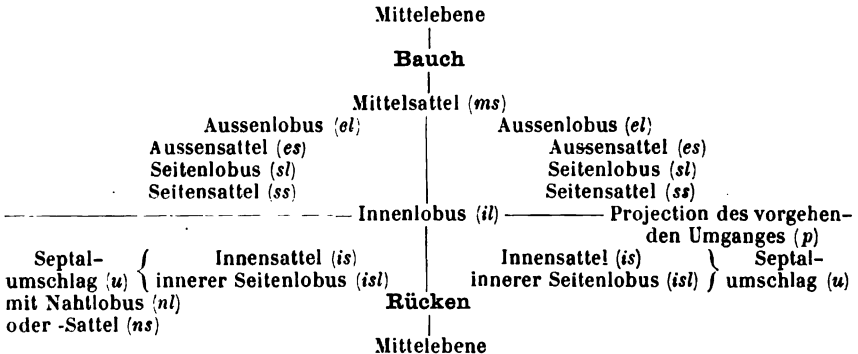 Mittelebene
Bauch
Mittelsattel (ms)
Aussenlobus (el) Aussenlobus (el)
Aussensattel (es) Aussensattel (es)
Seitenlobus (sl) Seitenlobus (sl)
Seitensattel (ss) Seitensattel (ss)
Innenlobus (il) Projection des vorgehen-
den Umganges (p)
Septal- Innensattel (is) Innensattel (is) Septal-
umschlag (u) innerer Seitenlobus (isl) innerer Seitenlobus (isl) umschlag (u)
mit Nahtlobus (nl) Rücken
oder -Sattel (ns)
Mittelebene